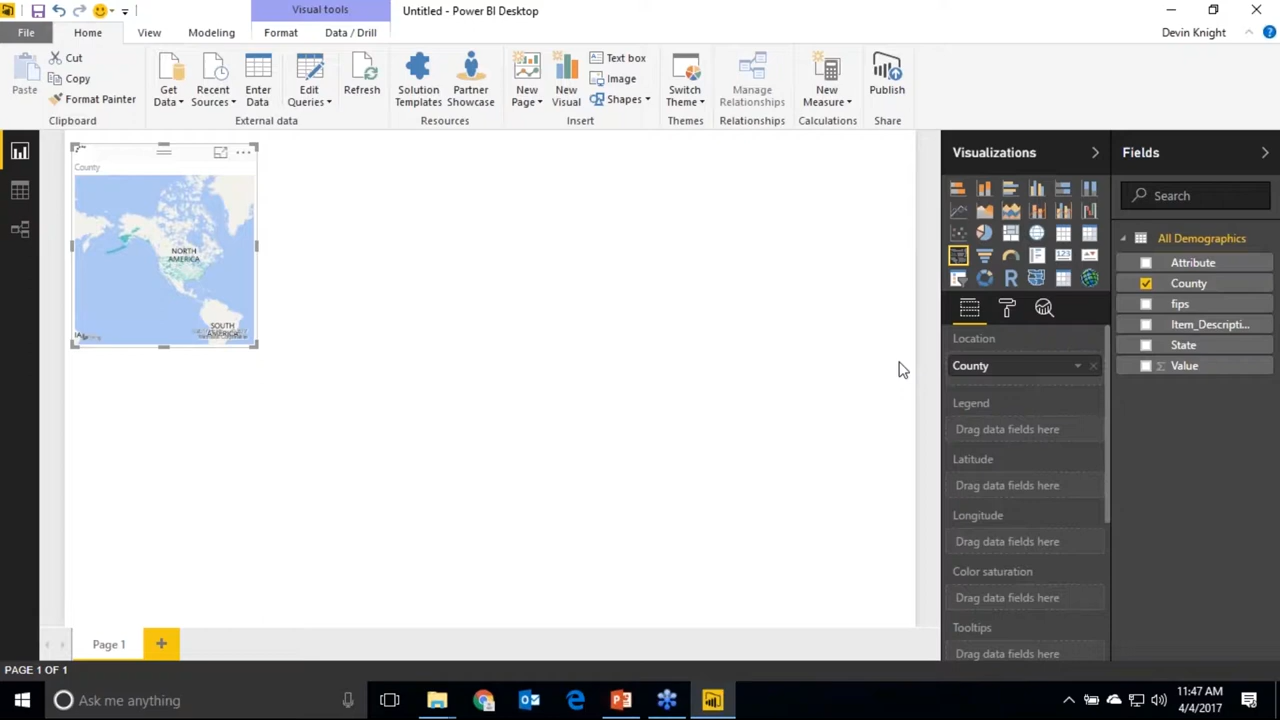 Visual tools
Untitled - Power BI Desktop
File
Home
View
Modeling
Format
Data / Drill
Devin Knight
Paste
Cut
Copy
Format Painter
Clipboard
Get Data
Recent Sources
Enter Data
Edit Queries
Refresh
External data
Solution Templates
Partner Showcase
Resources
New Page
New Visual
Text box
Image
Shapes
Insert
Switch Theme
Themes
Manage Relationships
Relationships
New Measure
Calculations
Publish
Share
County
NORTH
AMERICA
SOUTH
AMERICA
Visualizations
R
123
Location
County
Legend
Drag data fields here
Latitude
Drag data fields here
Longitude
Drag data fields here
Color saturation
Drag data fields here
Tooltips
Drag data fields here
Fields
Search
All Demographics
Attribute
County
fips
Item_Descripti...
State
Σ Value
Page 1
PAGE 1 OF 1
Ask me anything
11:47 AM
4/4/2017